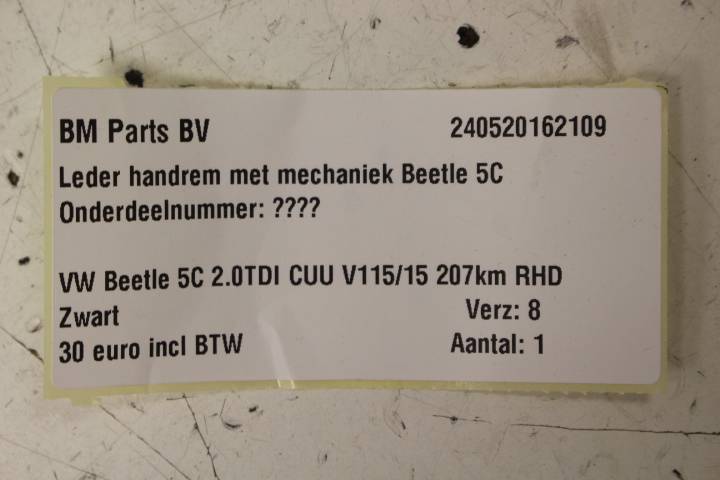 BM Parts BV 240520162109
Leder handrem met mechaniek Beetle 5C
Onderdeelnummer: ????
VW Beetle 5C 2.0TDI CUU V115/15 207km RHD
Zwart Verz: 8
30 euro incl BTW Aantal: 1